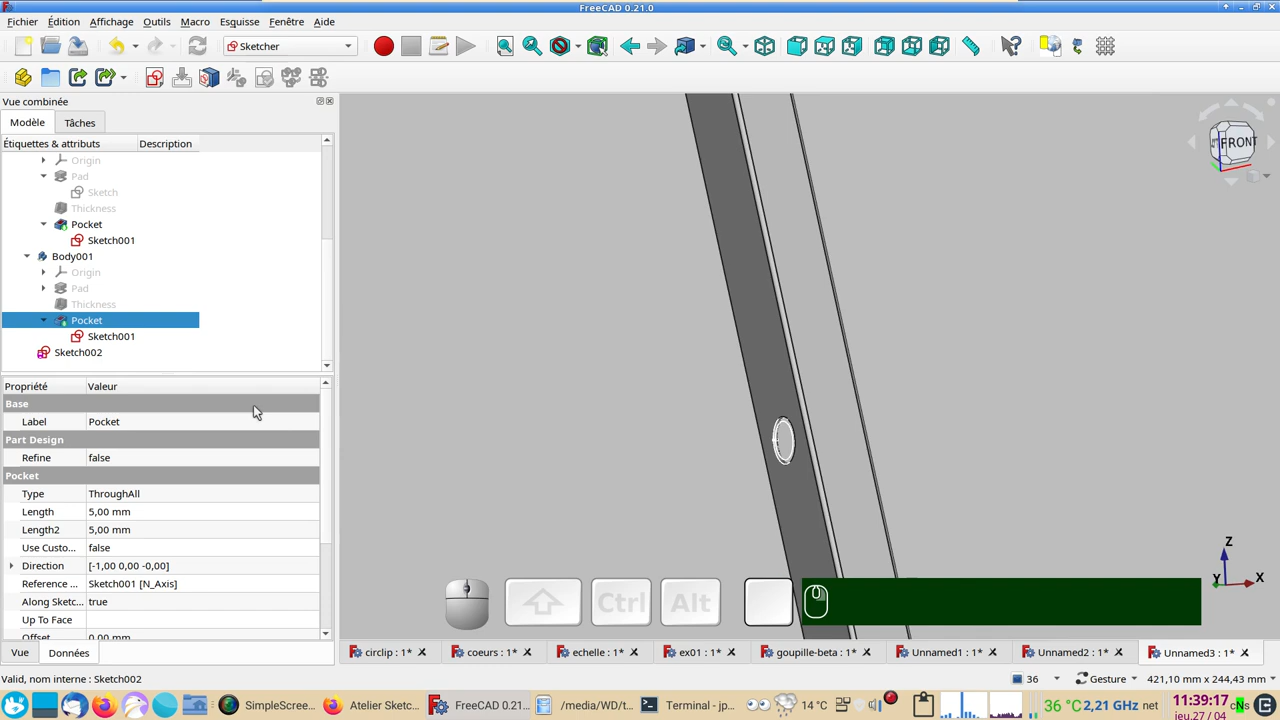 FreeCAD 0.21.0
Fichier Édition Affichage Outils Macro Esquisse Fenêtre Aide
Sketcher
Vue combinée
Modèle Tâches
Étiquettes & attributs Description
Origin
Pad
Sketch
Thickness
Pocket
Sketch001
Body001
Origin
Pad
Thickness
Pocket
Sketch001
Sketch002
Propriété Valeur
Base
Label Pocket
Part Design
Refine false
Pocket
Type ThroughAll
Length 5,00 mm
Length2 5,00 mm
Use Custo... false
Direction [-1,00 0,00 -0,00]
Reference ... Sketch001 [N_Axis]
Along Sketc... true
Up To Face
Offset 0,00 mm
Vue Données
FRONT
Z
Y X
Ctrl Alt
circlip : 1* coeurs : 1* echelle : 1* ex01 : 1* goupille-beta : 1* Unnamed1 : 1* Unnamed2 : 1* Unnamed3 : 1*
Valid, nom interne : Sketch002 36 Gesture 421,10 mm x 244,43 mm
SimpleScree... Atelier Sketc... FreeCAD 0.21... /media/WD/t... Terminal - jp... 14 °C 36 °C 2,21 GHz net
11:39:17
jeu.27 / 04